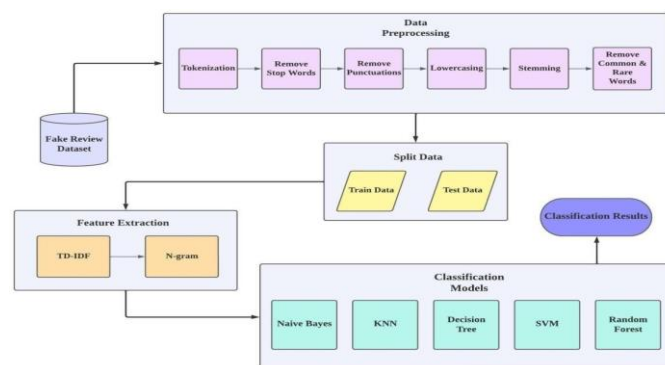 Data
Preprocessing
Tokenization
Remove
Stop Words
Remove
Punctuations
Lowercasing
Stemming
Remove
Common &
Rare
Words
Fake Review
Dataset
Split Data
Train Data
Test Data
Feature Extraction
TD-IDF
N-gram
Classification Results
Classification
Models
Naive Bayes
KNN
Decision
Tree
SVM
Random
Forest